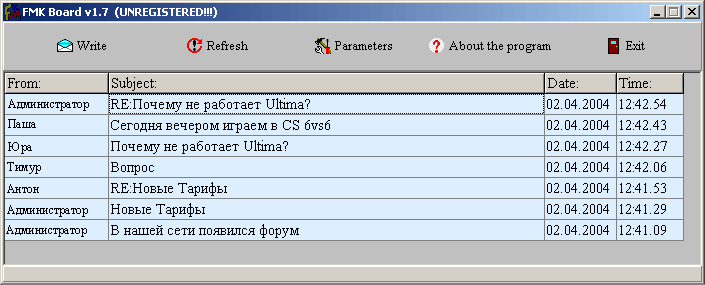 FMK Board v1.7 (UNREGISTERED!!!)
Write Refresh Parameters About the program Exit
From: Subject: Date: Time:
Администратор RE:Почему не работает Ultima? 02.04.2004 12:42.54
Паша Сегодня вечером играем в CS 6vs6 02.04.2004 12:42.43
Юра Почему не работает Ultima? 02.04.2004 12:42.27
Тимур Вопрос 02.04.2004 12:42.06
Антон RE:Новые Тарифы 02.04.2004 12:41.53
Администратор Новые Тарифы 02.04.2004 12:41.29
Администратор В нашей сети появился форум 02.04.2004 12:41.09